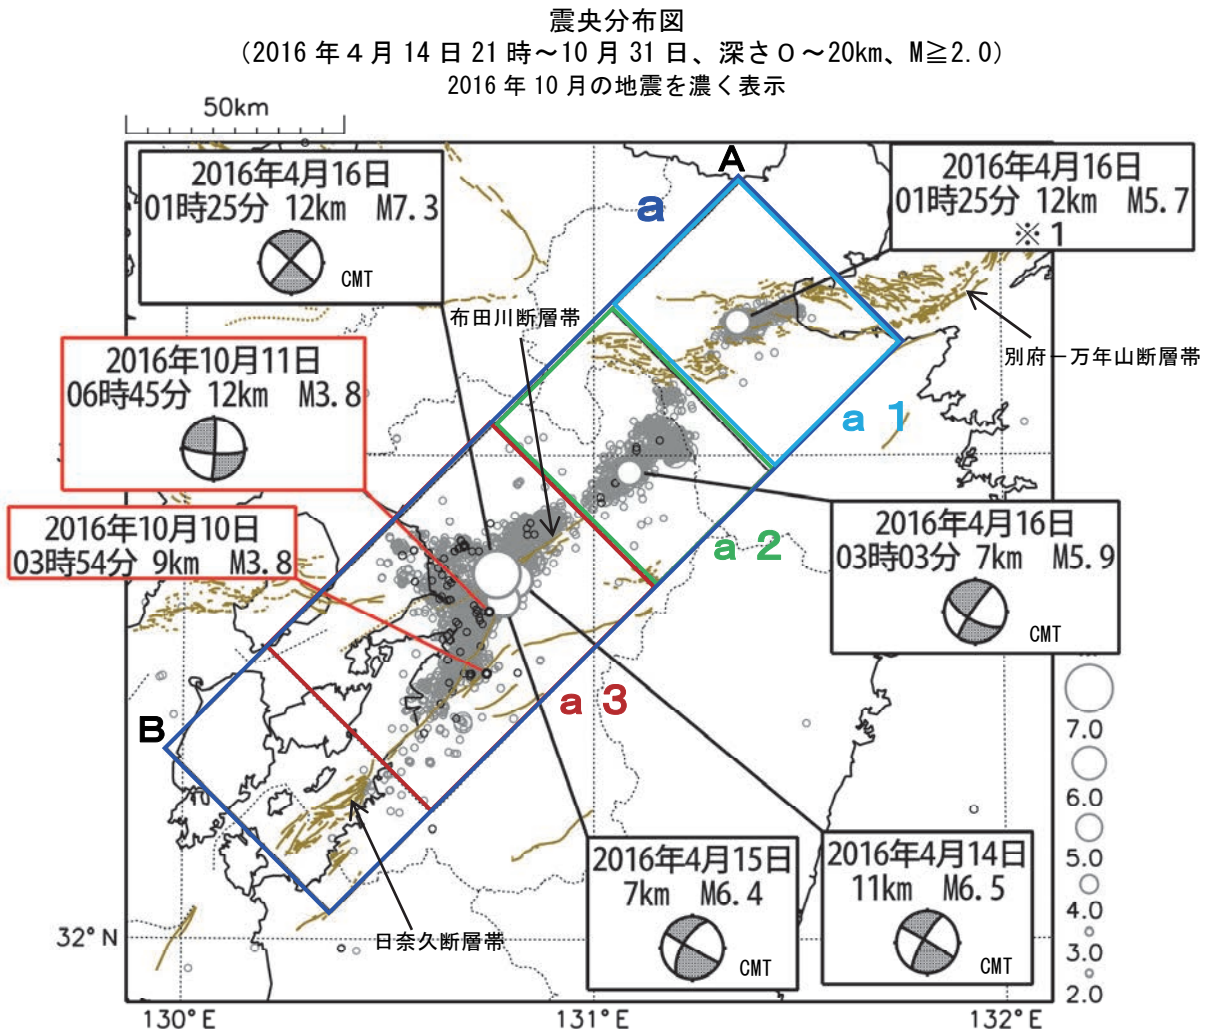 震央分布図
（2016年４月14日21時～10月31日、深さ０～20km、M≧2.0）
2016年10月の地震を濃く表示
50km
2016年4月16日
01時25分 12km M7.3
CMT
A
a
2016年4月16日
01時25分 12km M5.7
※１
布田川断層帯
別府－万年山断層帯
2016年10月11日
06時45分 12km M3.8
a 1
2016年10月10日
03時54分 9km M3.8
a 2
2016年4月16日
03時03分 7km M5.9
CMT
a 3
B
7.0
6.0
5.0
4.0
3.0
2.0
2016年4月15日
7km M6.4
CMT
2016年4月14日
11km M6.5
CMT
日奈久断層帯
32°N
130°E
131°E
132°E